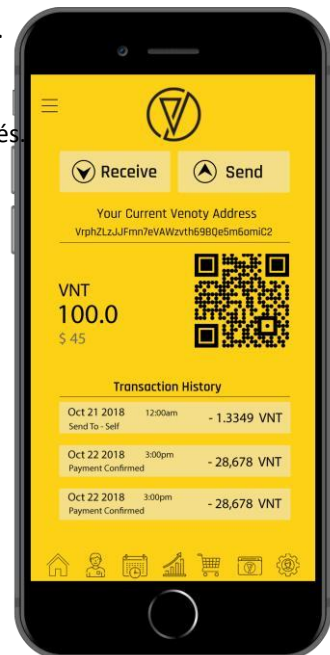 .
és.
Receive Send
Your Current Venoty Address
VrphZLzJJFmn7eVAWzvth69BQe5m6omiC2
VNT
100.0
$ 45
Transaction History
Oct 21 2018 12:00am - 1.3349 VNT
Send To - Self
Oct 22 2018 3:00pm - 28,678 VNT
Payment Confirmed
Oct 22 2018 3:00pm - 28,678 VNT
Payment Confirmed